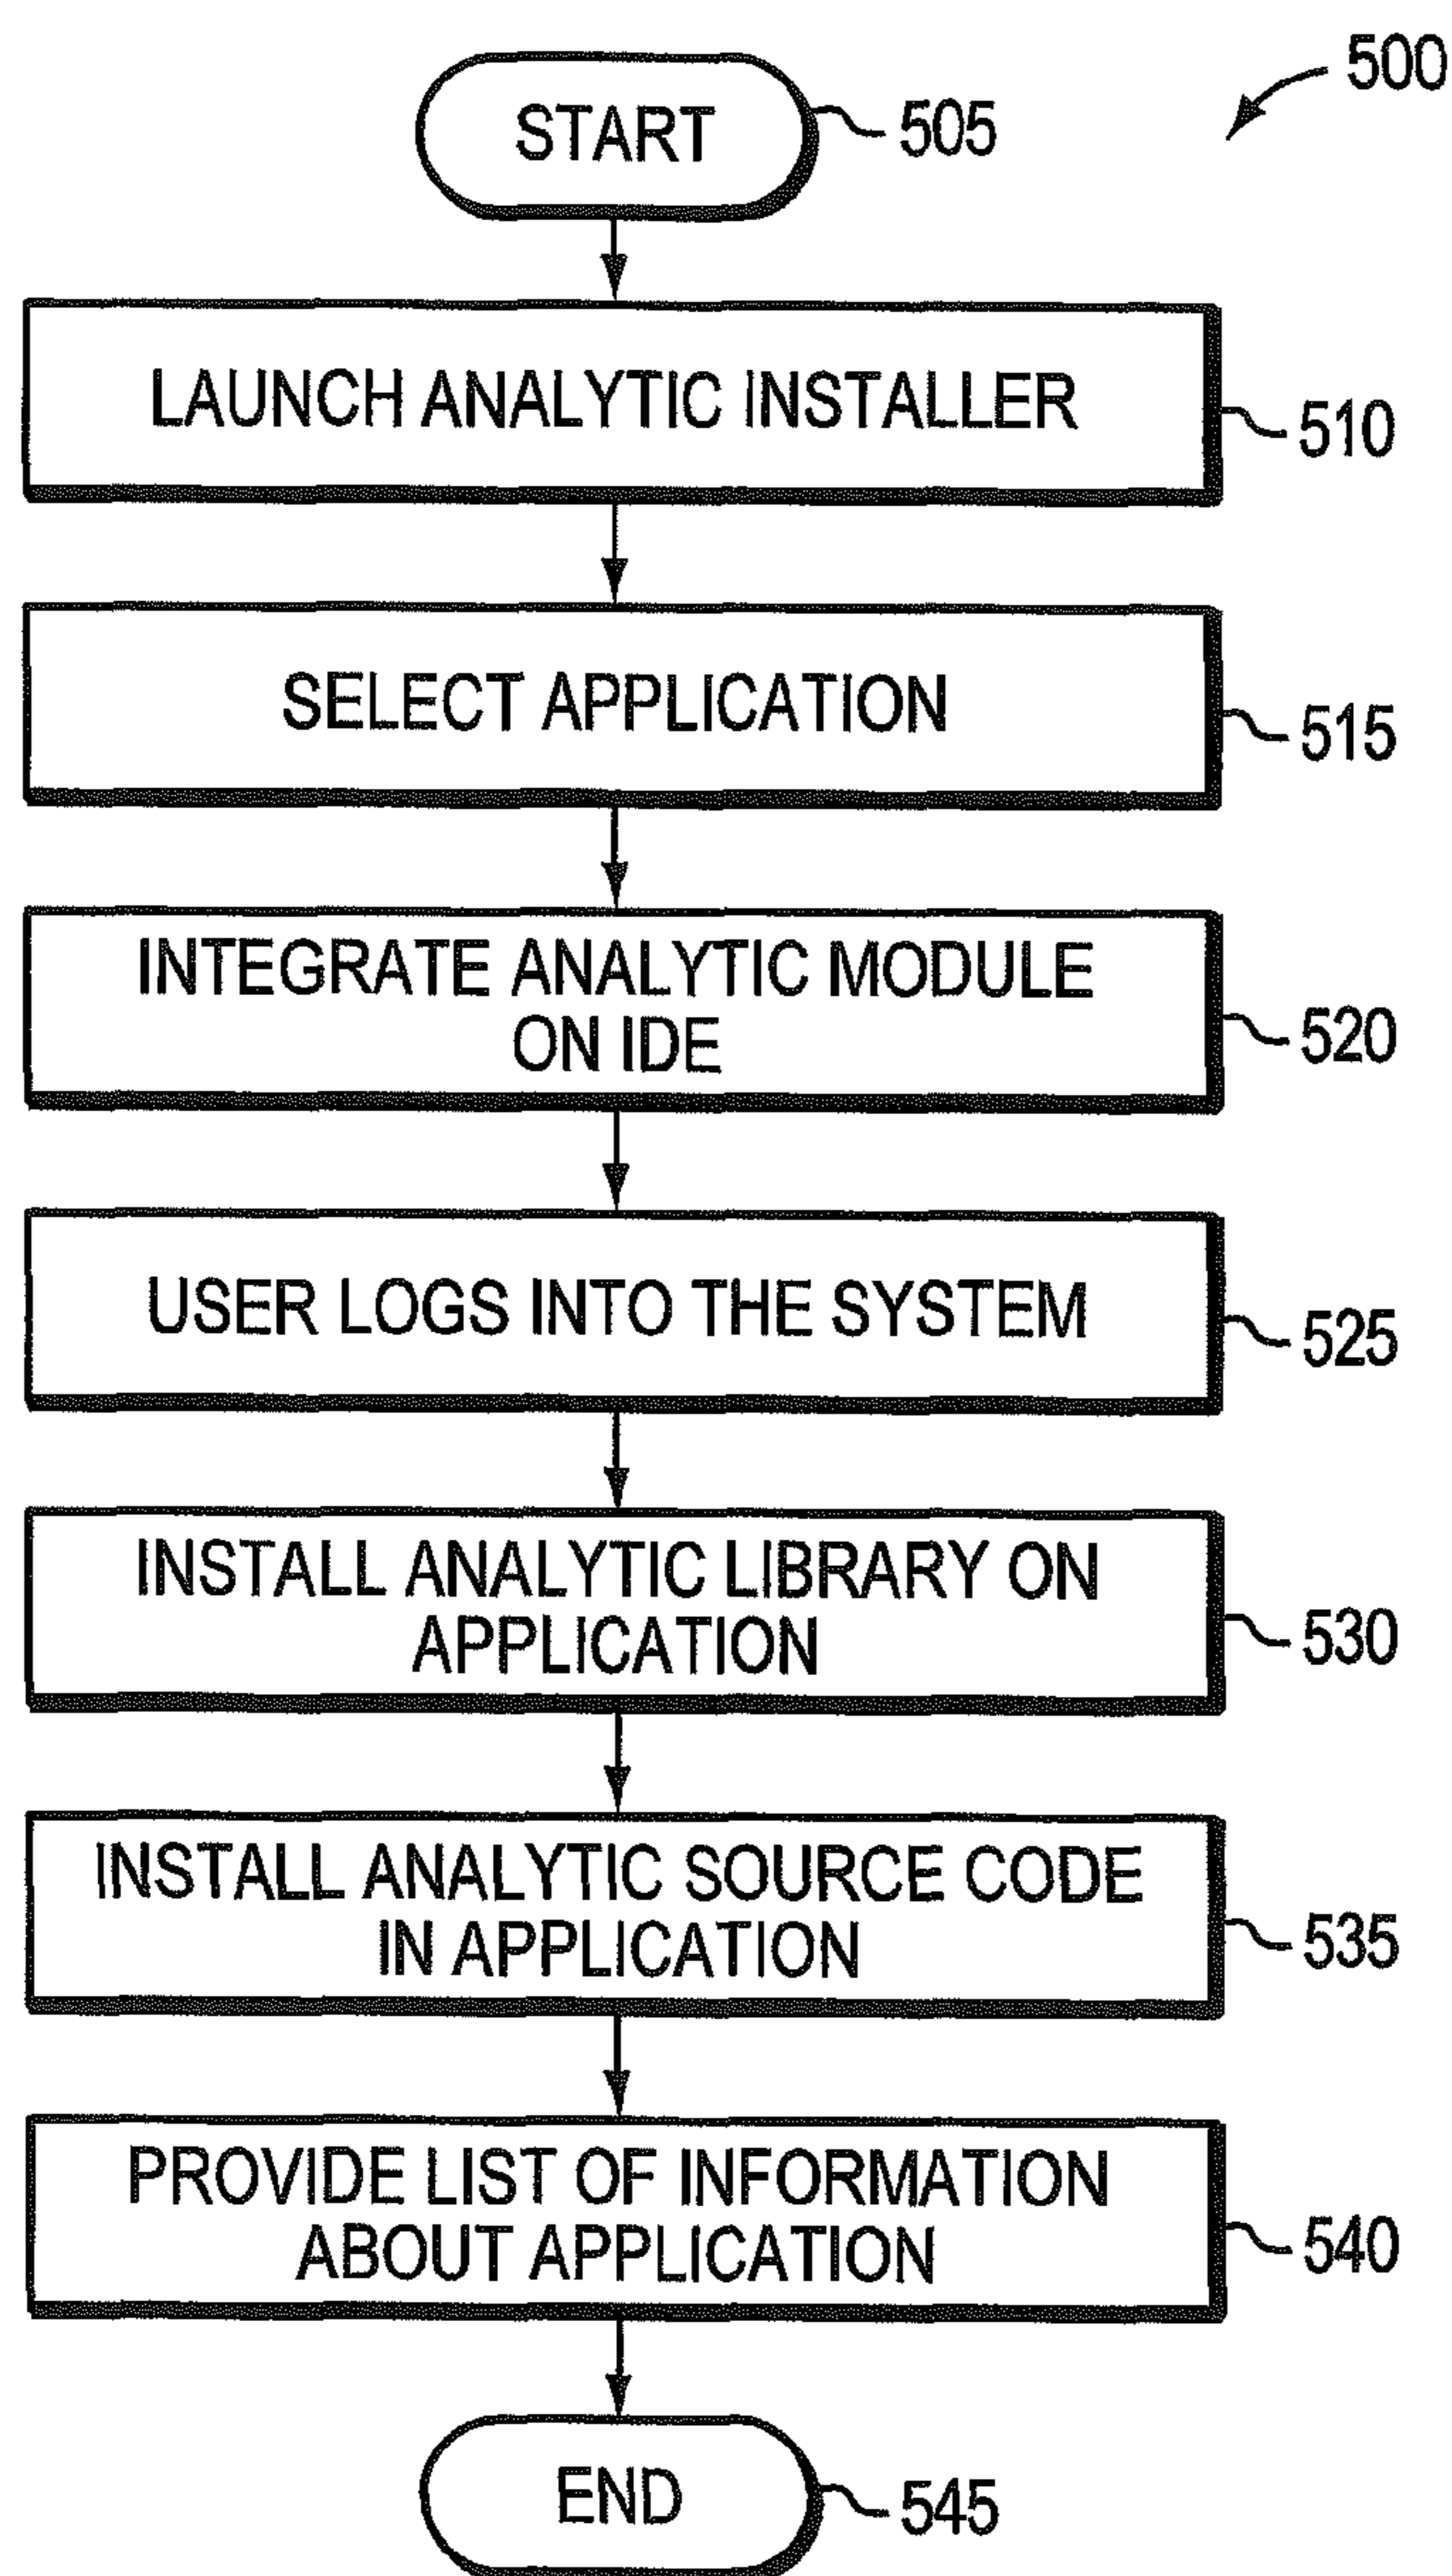 500
START
505
LAUNCH ANALYTIC INSTALLER
510
SELECT APPLICATION
515
INTEGRATE ANALYTIC MODULE
ON IDE
520
USER LOGS INTO THE SYSTEM
525
INSTALL ANALYTIC LIBRARY ON
APPLICATION
530
INSTALL ANALYTIC SOURCE CODE
IN APPLICATION
535
PROVIDE LIST OF INFORMATION
ABOUT APPLICATION
540
END
545